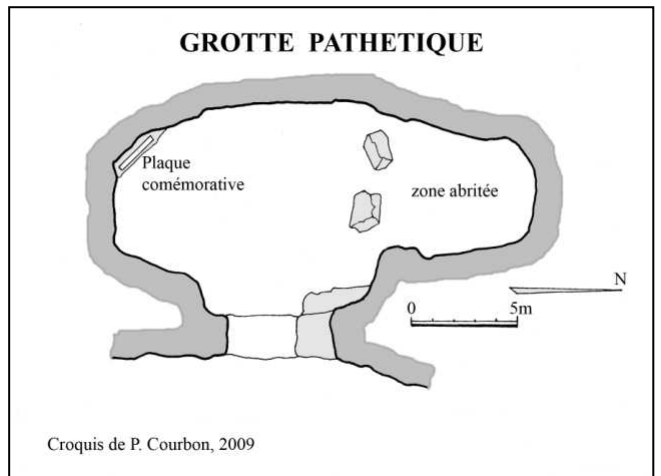 GROTTE PATHETIQUE
Plaque
comémorative
zone abritée
N
0
5m
Croquis de P. Courbon, 2009